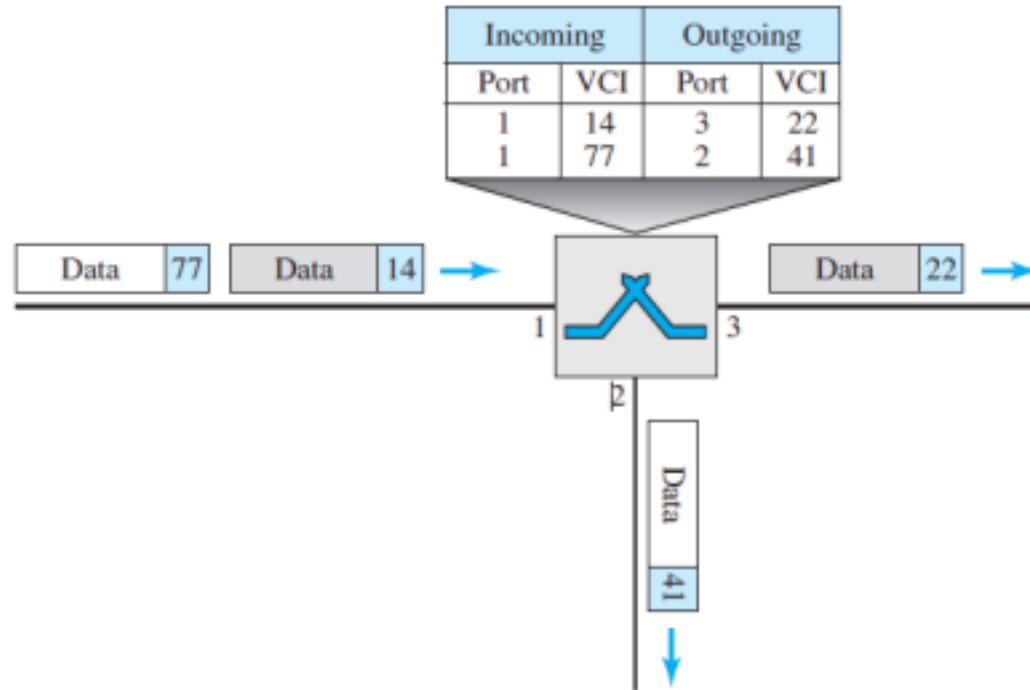 Incoming Outgoing
Port VCI Port VCI
1 14 3 22
1 77 2 41
Data 77 Data 14 Data 22
1 3
2
Data 41